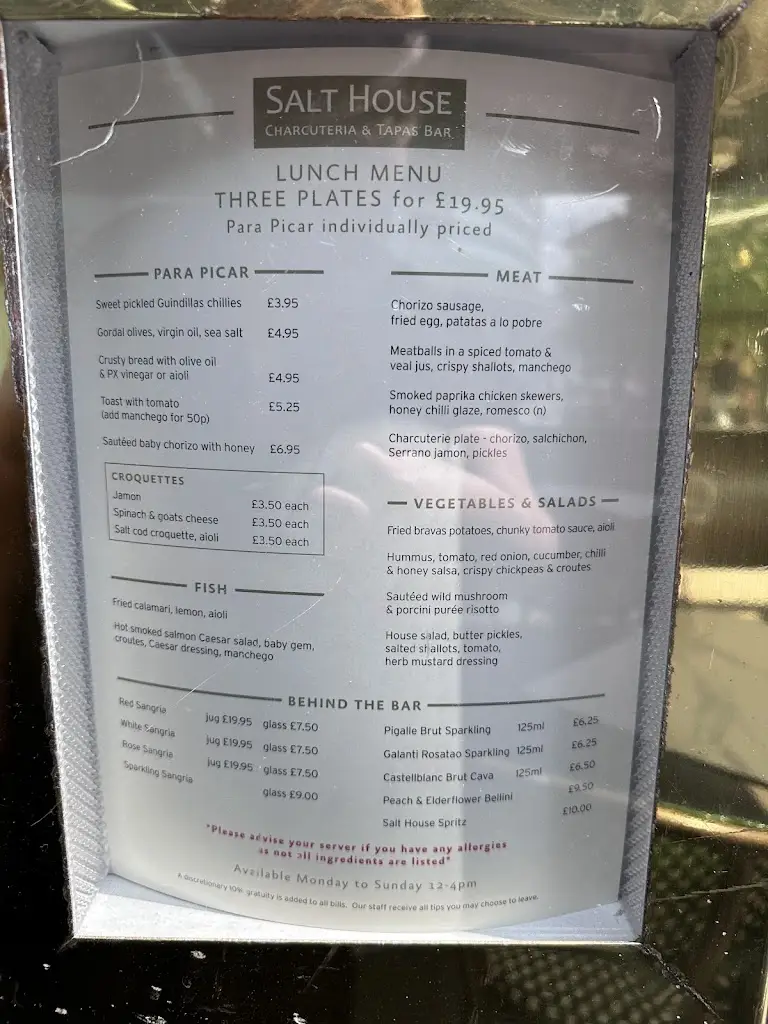 SALT HOUSE
CHARCUTERIA & TAPAS BAR
LUNCH MENU
THREE PLATES for £19.95
Para Picar individually priced
PARA PICAR
Sweet pickled Guindillas chillies £3.95
Gordal olives, virgin oil, sea salt £4.95
Crusty bread with olive oil
& PX vinegar or aioli £4.95
Toast with tomato £5.25
(add manchego for 50p)
Sautéed baby chorizo with honey £6.95
CROQUETTES
Jamon £3.50 each
Spinach & goats cheese £3.50 each
Salt cod croquette, aioli £3.50 each
FISH
Fried calamari, lemon, aioli
Hot smoked salmon Caesar salad, baby gem,
croutes, Caesar dressing, manchego
MEAT
Chorizo sausage,
fried egg, patatas a lo pobre
Meatballs in a spiced tomato &
veal jus, crispy shallots, manchego
Smoked paprika chicken skewers,
honey chilli glaze, romesco (n)
Charcuterie plate - chorizo, salchichon,
Serrano jamon, pickles
VEGETABLES & SALADS
Fried bravas potatoes, chunky tomato sauce, aioli
Hummus, tomato, red onion, cucumber, chilli
& honey salsa, crispy chickpeas & croutes
Sautéed wild mushroom
& porcini purée risotto
House salad, butter pickles,
salted shallots, tomato,
herb mustard dressing
BEHIND THE BAR
Red Sangria jug £19.95 glass £7.50
White Sangria jug £19.95 glass £7.50
Rose Sangria jug £19.95 glass £7.50
Sparkling Sangria glass £9.00
Pigalle Brut Sparkling 125ml £6.25
Galanti Rosatao Sparkling 125ml £6.25
Castellblanc Brut Cava 125ml £6.50
Peach & Elderflower Bellini £9.50
Salt House Spritz £10.00
*Please advise your server if you have any allergies
as not all ingredients are listed*
Available Monday to Sunday 12-4pm
A discretionary 10% gratuity is added to all bills. Our staff receive all tips you may choose to leave.